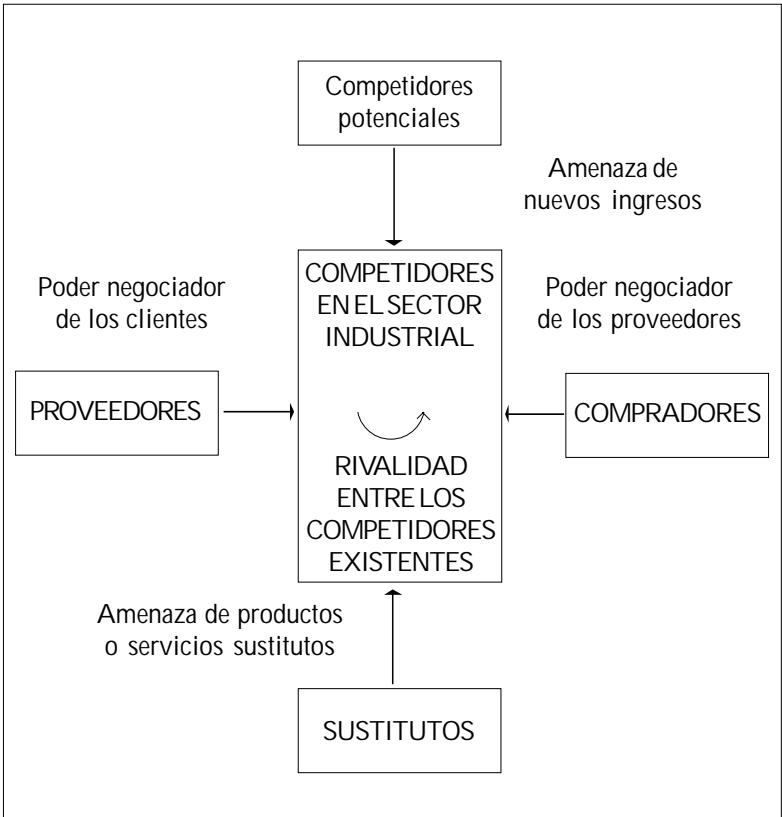 Competidores
potenciales
Amenaza de
nuevos ingresos
Poder negociador
de los clientes
COMPETIDORES
EN EL SECTOR
INDUSTRIAL
Poder negociador
de los proveedores
PROVEEDORES
COMPRADORES
RIVALIDAD
ENTRE LOS
COMPETIDORES
EXISTENTES
Amenaza de productos
o servicios sustitutos
SUSTITUTOS